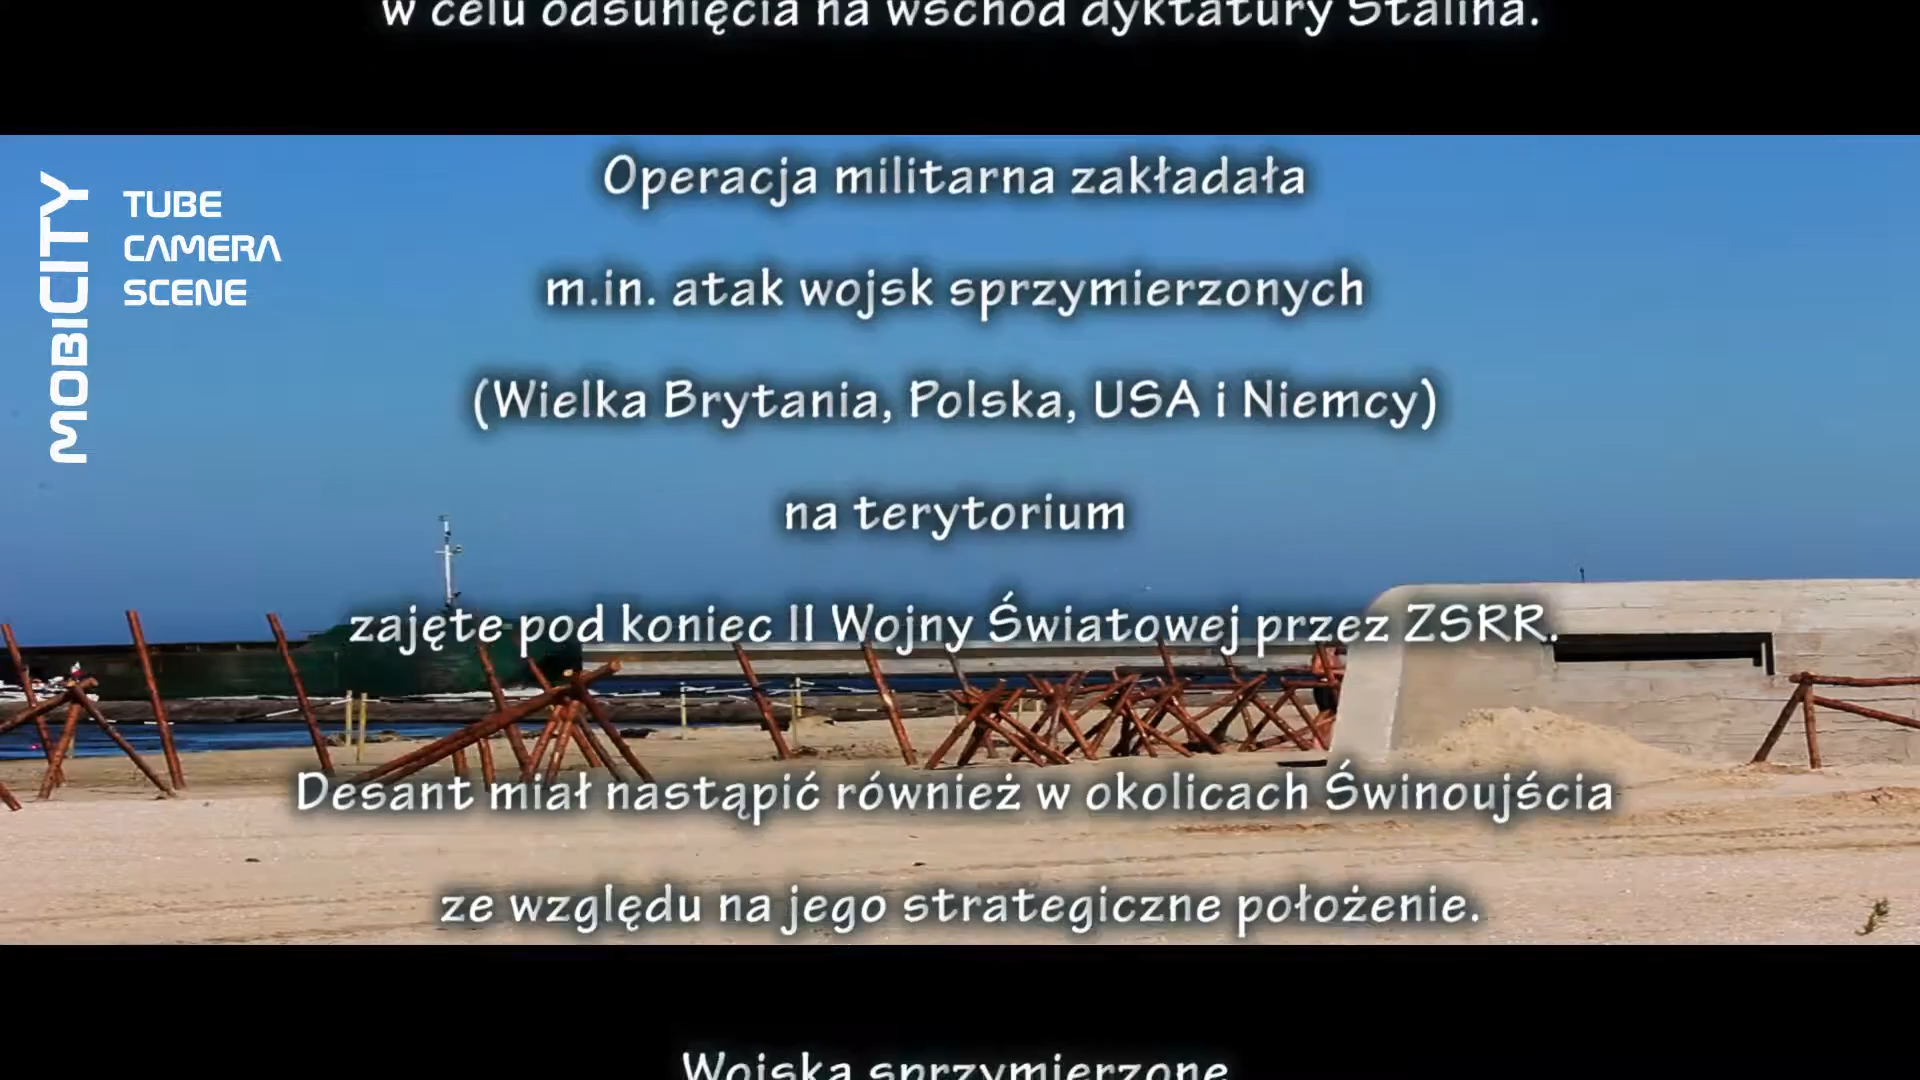 w celu odsunięcia na wschód dyktatury Stalina.
MOBICITY
TUBE
CAMERA
SCENE
Operacja militarna zakładała
m.in. atak wojsk sprzymierzonych
(Wielka Brytania, Polska, USA i Niemcy)
na terytorium
zajęte pod koniec II Wojny Światowej przez ZSRR.
Desant miał nastąpić również w okolicach Świnoujścia
ze względu na jego strategiczne położenie.
Wojska sprzymierzone